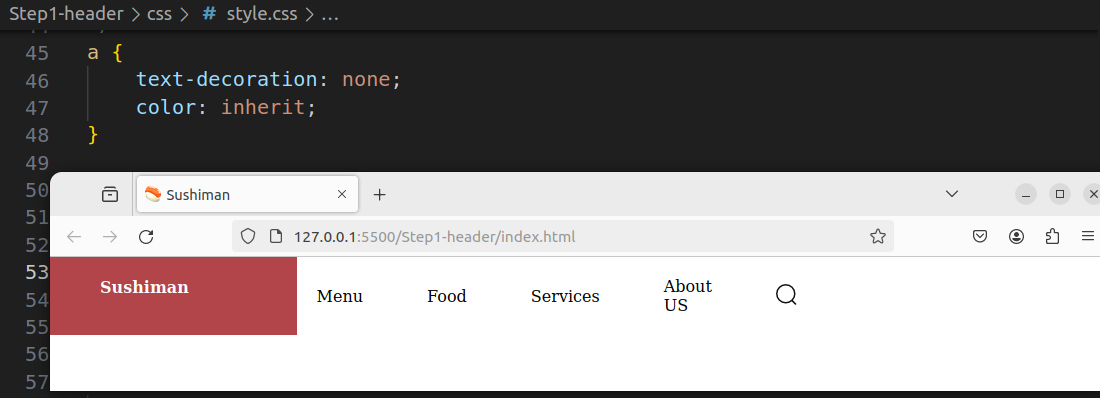 Step1-header > css > # style.css > ...
45 a {
46 text-decoration: none;
47 color: inherit;
48 }
49
50
51
52
53
54
55
56
57
Sushiman
127.0.0.1:5500/Step1-header/index.html
Sushiman Menu Food Services About US